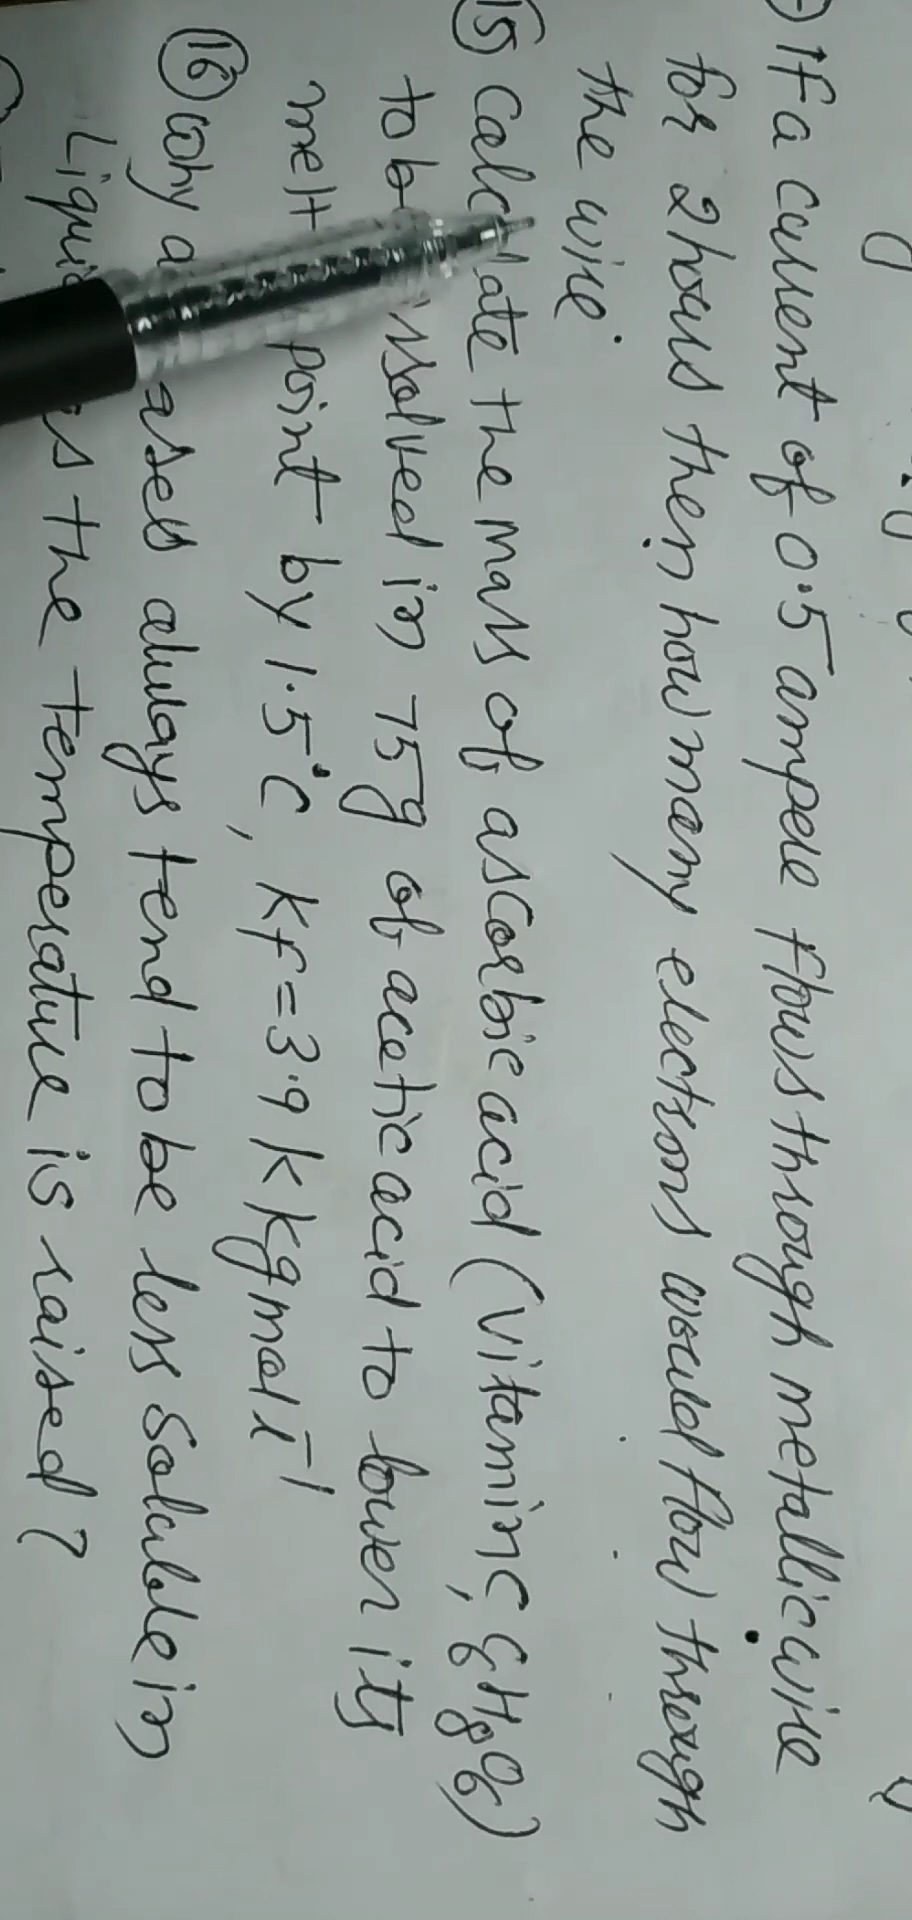 If a current of 0.5 ampere flows through metallic wire
for 2 hours then how many electrons would flow through
the wire
15 Calc late the mass of ascorbic acid (Vitamin C, C6H8O6)
to b issolved in 75g of acetic acid to lower its
melt point by 1.5°C, Kf = 3.9 K kg mol-1
16 Why a ases always tend to be less soluble in
Liqui as the temperature is raised?